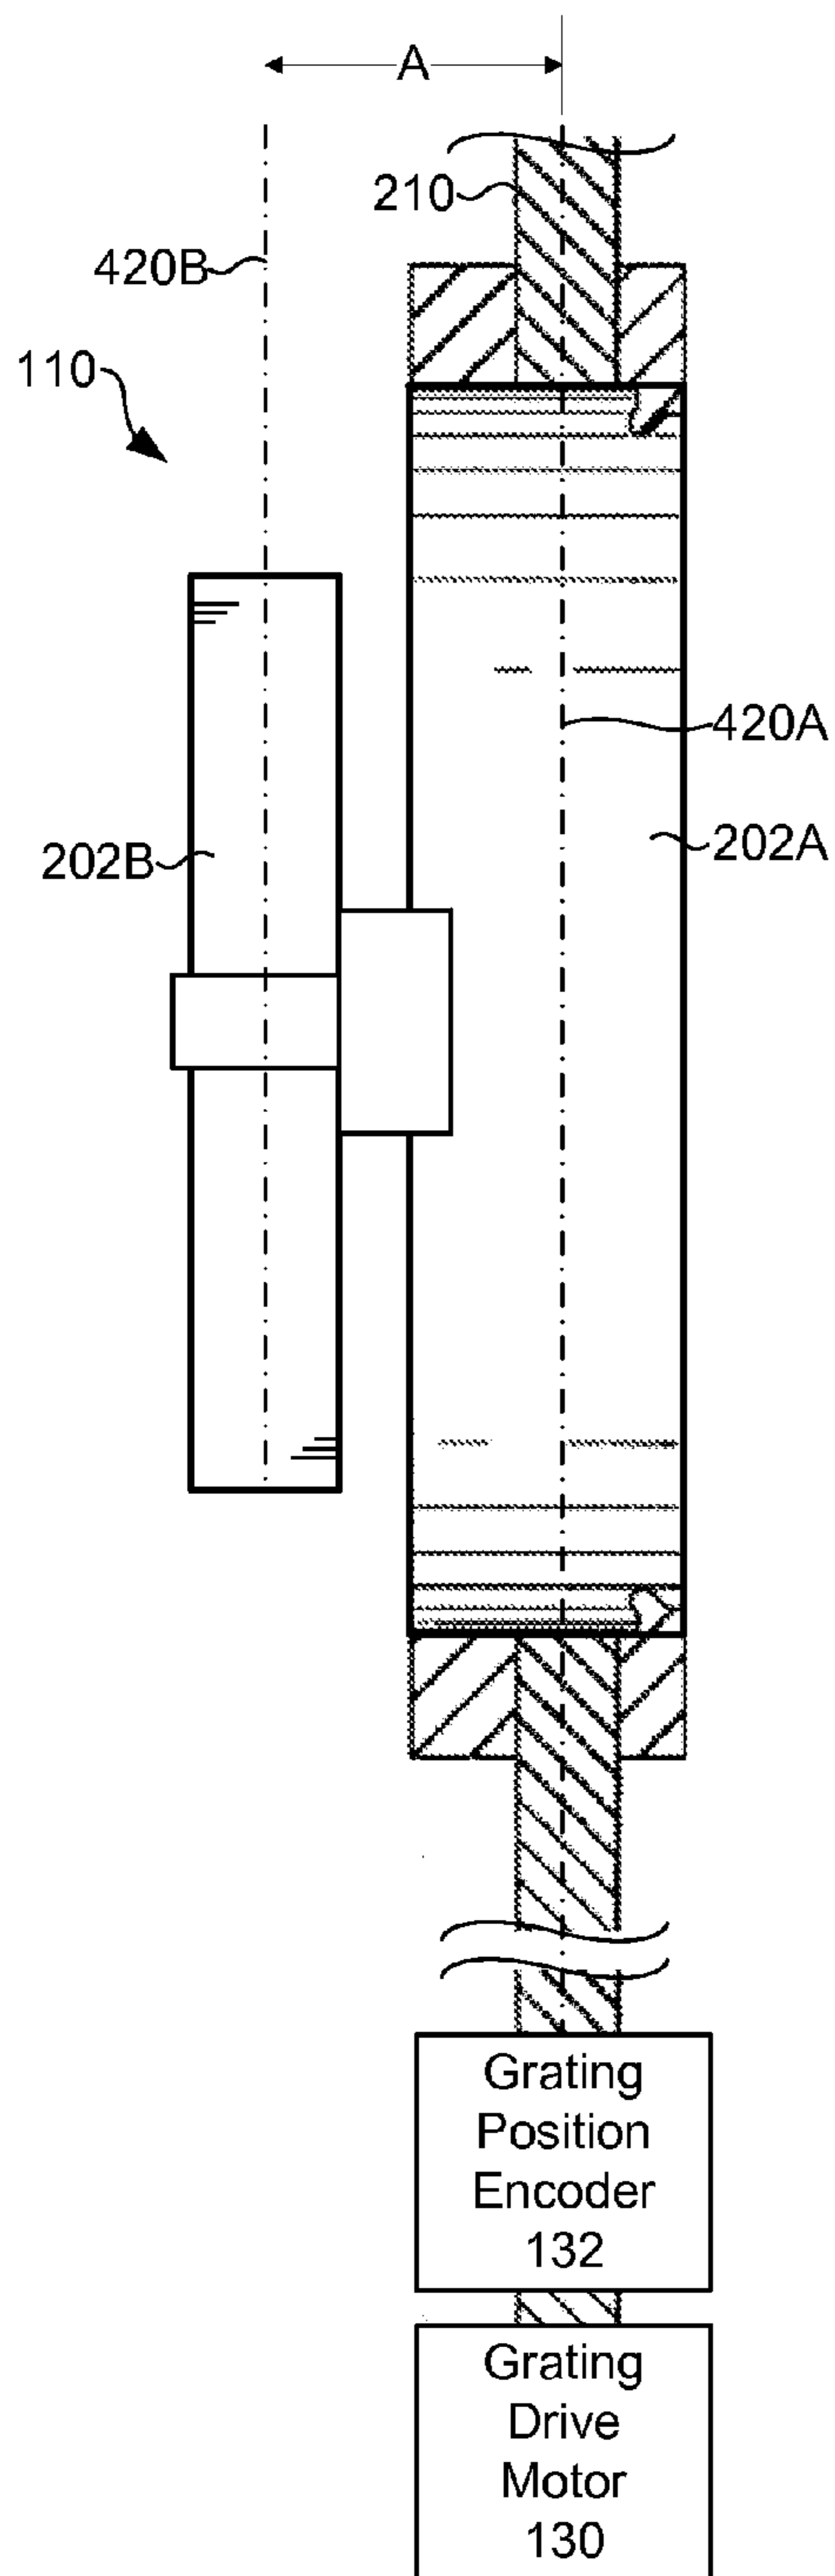 A
210
420B
110
420A
202A
202B
Grating
Position
Encoder
132
Grating
Drive
Motor
130